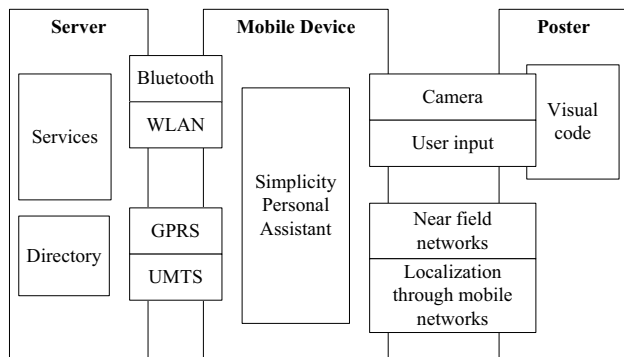 Server
Mobile Device
Poster
Bluetooth
WLAN
Services
Directory
GPRS
UMTS
Simplicity
Personal
Assistant
Camera
User input
Visual
code
Near field
networks
Localization
through mobile
networks